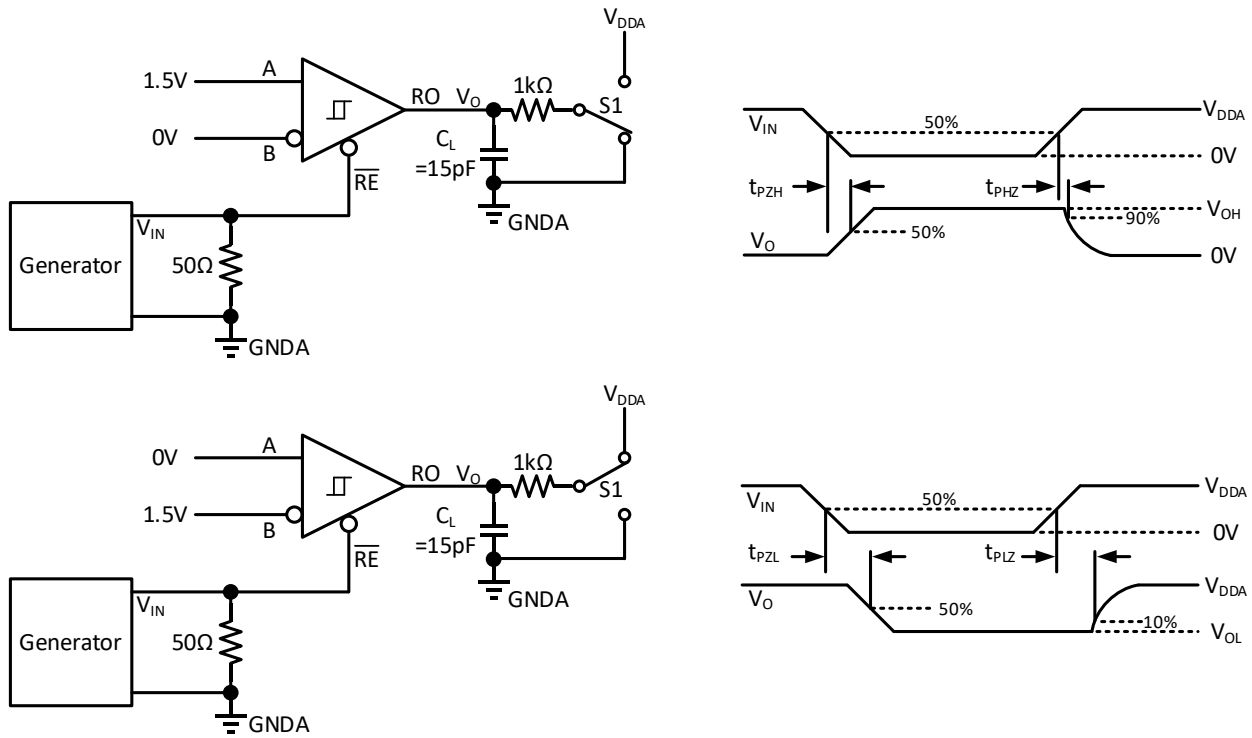 V_DDA
1.5V
A
1kΩ
S1
RO
V_O
0V
B
C_L
=15pF
R̅E̅
GNDA
V_IN
Generator
50Ω
GNDA
V_IN
50%
V_DDA
0V
t_PZH
t_PHZ
V_OH
90%
V_O
50%
0V
V_DDA
0V
A
1kΩ
S1
RO
V_O
1.5V
B
C_L
=15pF
R̅E̅
GNDA
V_IN
Generator
50Ω
GNDA
V_IN
50%
V_DDA
0V
t_PZL
t_PLZ
V_O
V_DDA
50%
10%
V_OL